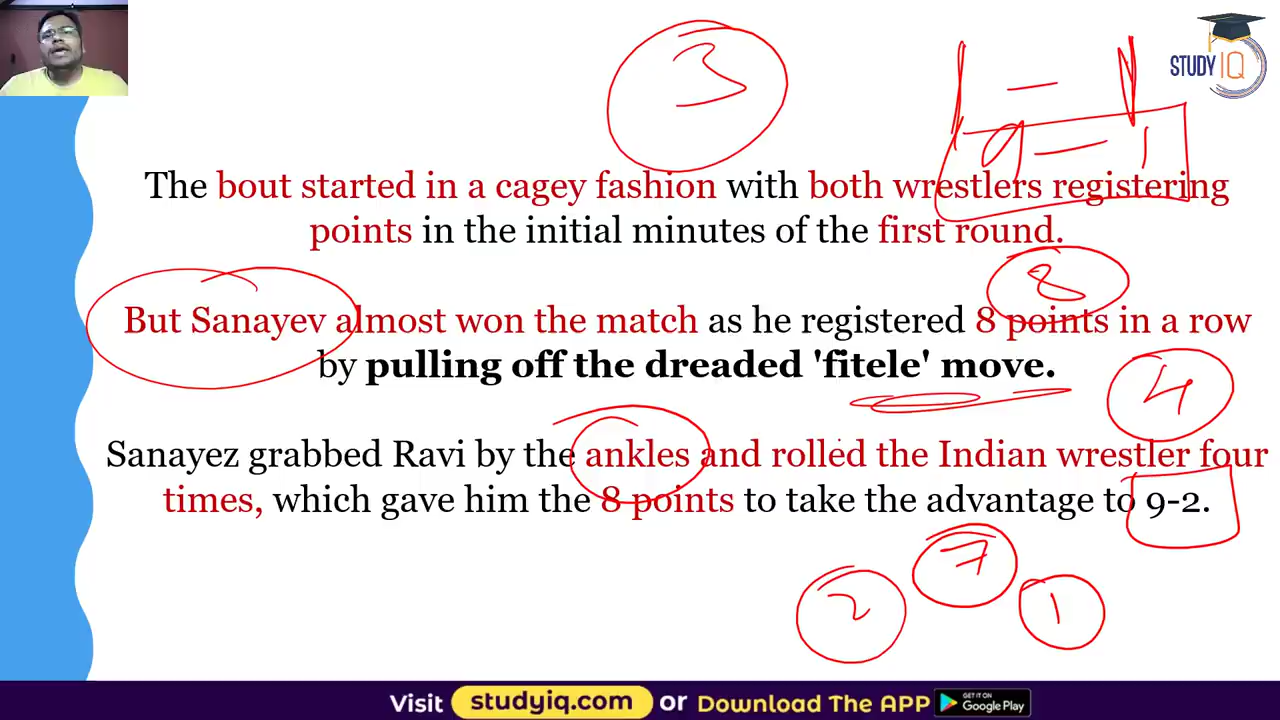 3
STUDY IQ
The bout started in a cagey fashion with both wrestlers registering
points in the initial minutes of the first round.
8
But Sanayev almost won the match as he registered 8 points in a row
by pulling off the dreaded 'fitele' move.
4
Sanayez grabbed Ravi by the ankles and rolled the Indian wrestler four
times, which gave him the 8 points to take the advantage to 9-2.
2 7 1
Visit studyiq.com or Download The APP GET IT ON Google Play